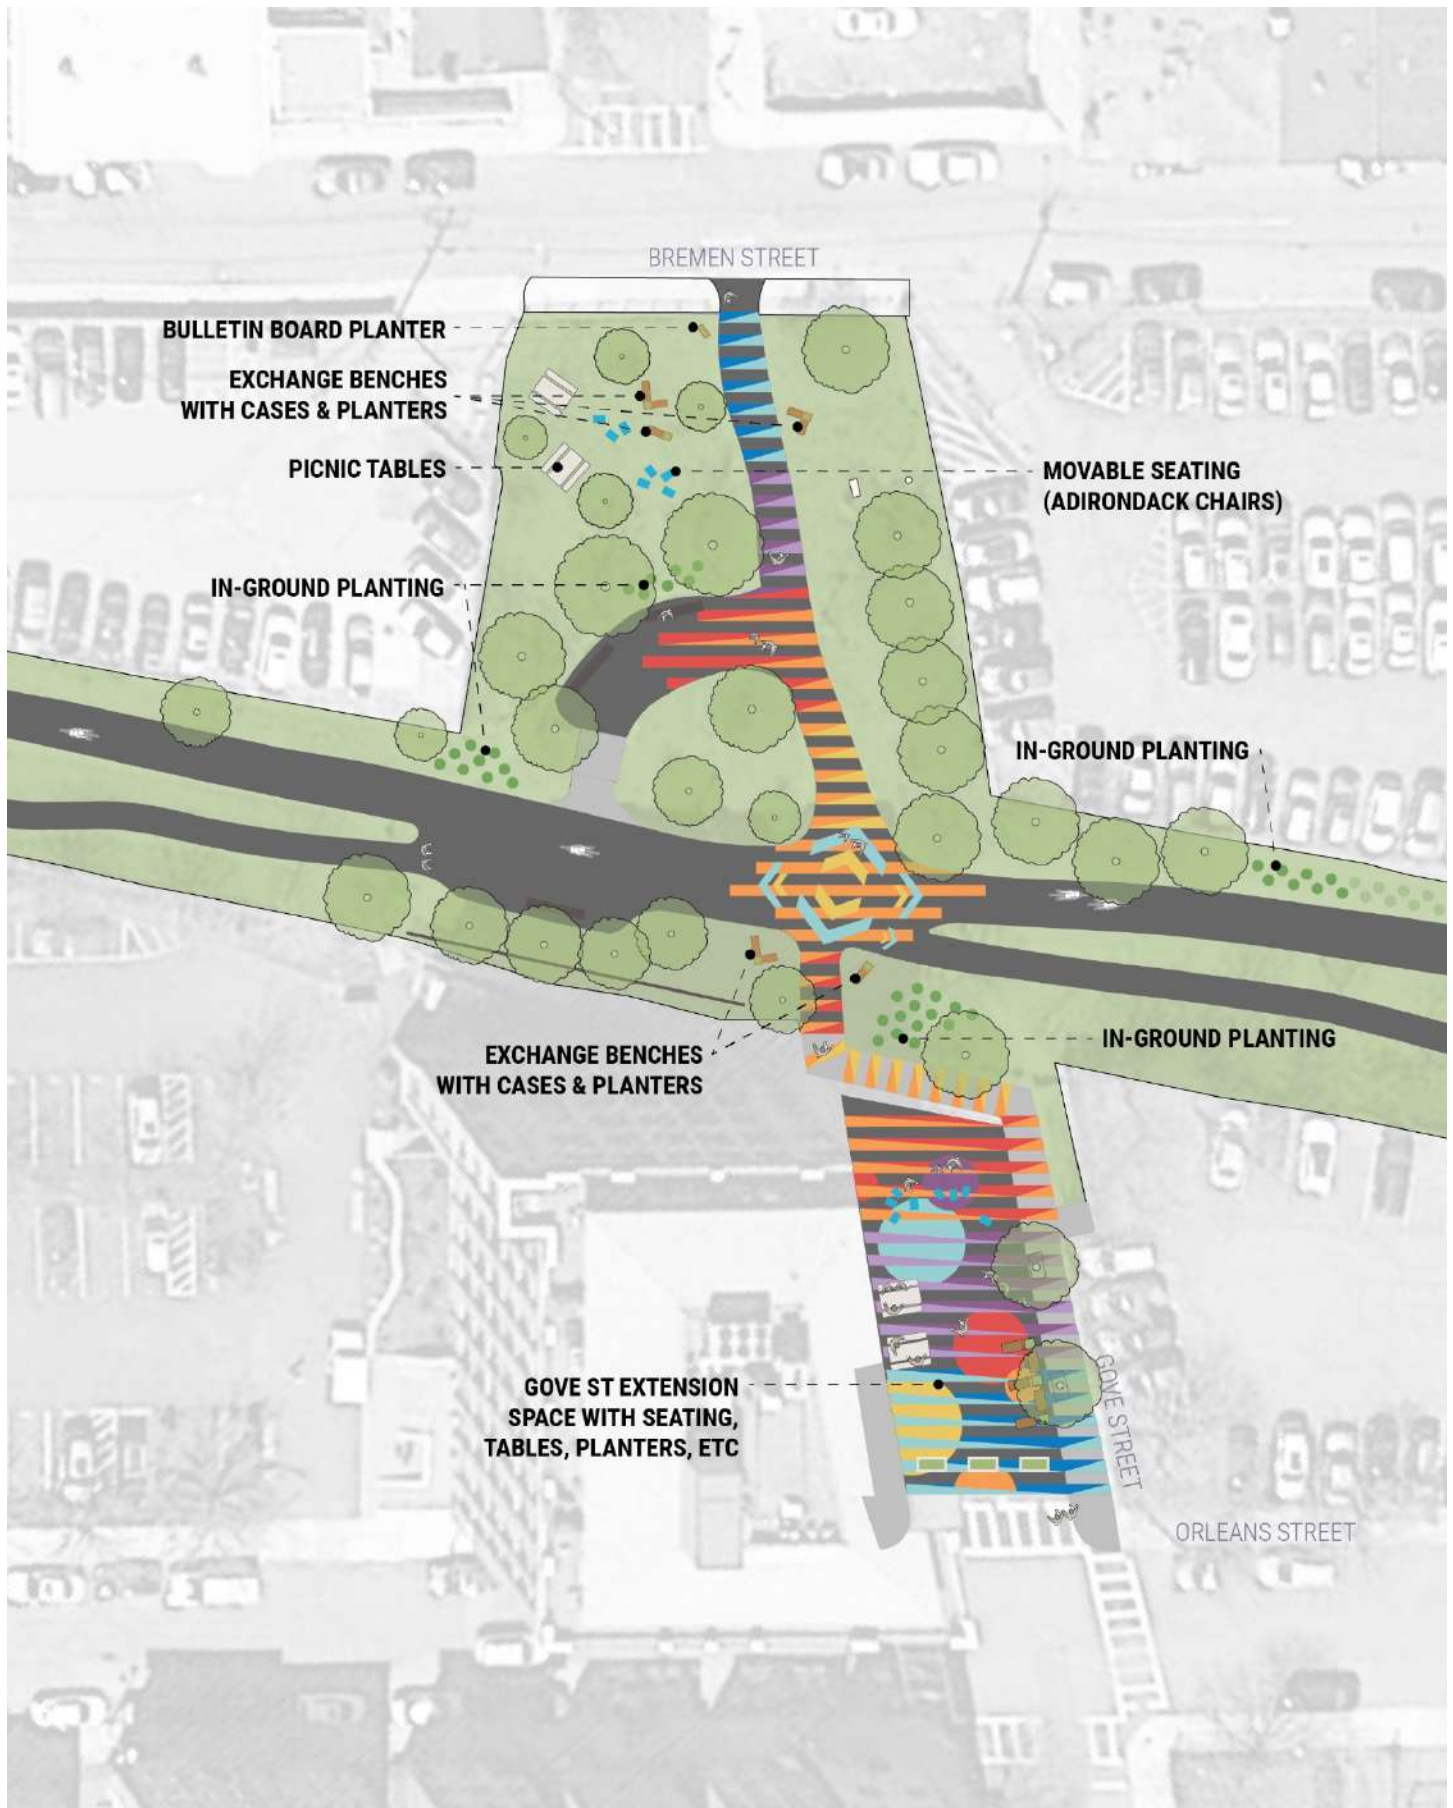 BREMEN STREET
BULLETIN BOARD PLANTER
EXCHANGE BENCHES
WITH CASES & PLANTERS
PICNIC TABLES
MOVABLE SEATING
(ADIRONDACK CHAIRS)
IN-GROUND PLANTING
IN-GROUND PLANTING
IN-GROUND PLANTING
EXCHANGE BENCHES
WITH CASES & PLANTERS
GOVE ST EXTENSION
SPACE WITH SEATING,
TABLES, PLANTERS, ETC
GOVE STREET
ORLEANS STREET